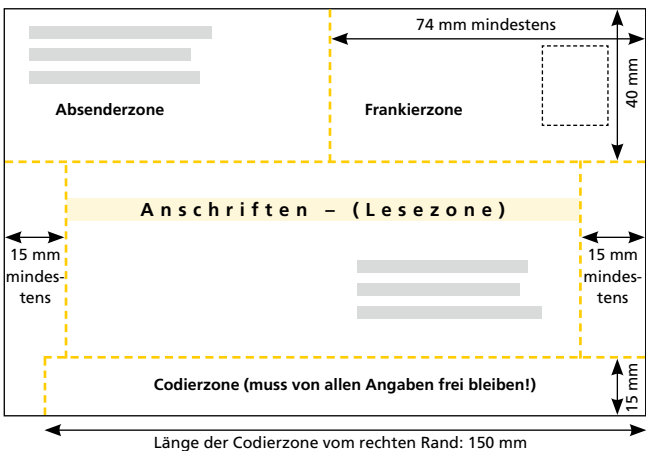 74 mm mindestens
40 mm
Absenderzone
Frankierzone
Anschriften – (Lesezone)
15 mm
mindes-
tens
15 mm
mindes-
tens
Codierzone (muss von allen Angaben frei bleiben!)
15 mm
Länge der Codierzone vom rechten Rand: 150 mm